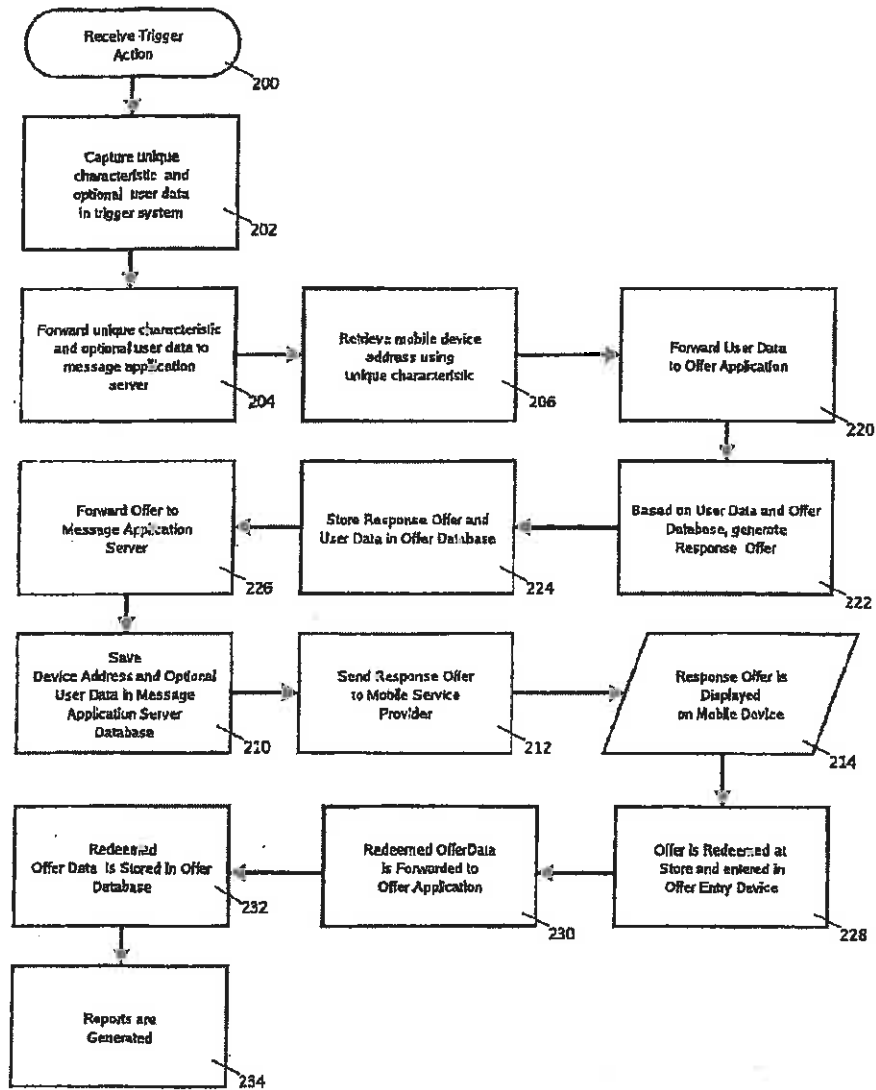 Receive Trigger
Action
200
Capture unique
characteristic and
optional user data
in trigger system
202
Forward unique characteristic
and optional user data to
message application
server
204
Retrieve mobile device
address using
unique characteristic
206
Forward User Data
to Offer Application
220
Forward Offer to
Message Application
Server
226
Store Response Offer and
User Data in Offer Database
224
Based on User Data and Offer
Database, generate
Response Offer
222
Save
Device Address and Optional
User Data in Message
Application Server
Database
210
Send Response Offer
to Mobile Service
Provider
212
Response Offer is
Displayed
on Mobile Device
214
Redeemed
Offer Data is Stored in Offer
Database
232
Redeemed OfferData
is Forwarded to
Offer Application
230
Offer is Redeemed at
Store and entered in
Offer Entry Device
228
Reports are
Generated
234